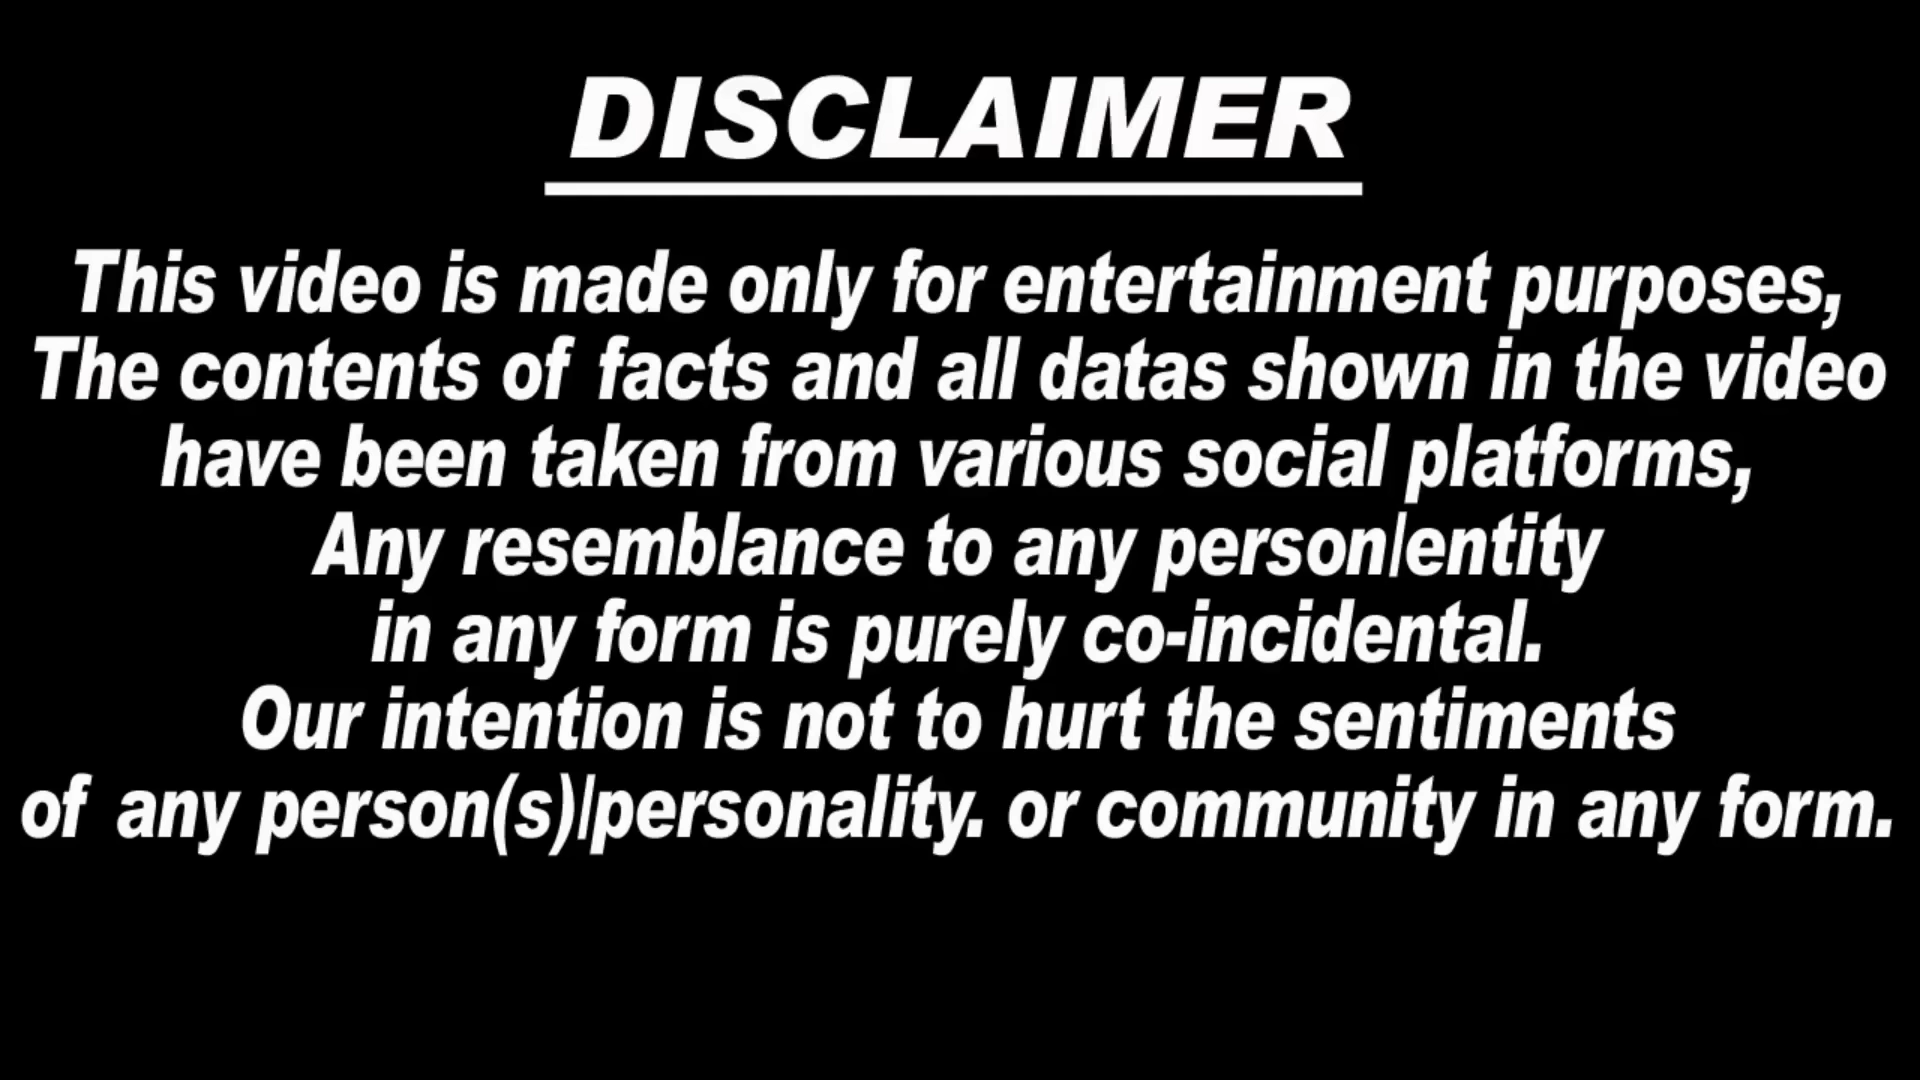 DISCLAIMER
This video is made only for entertainment purposes,
The contents of facts and all datas shown in the video
have been taken from various social platforms,
Any resemblance to any person/entity
in any form is purely co-incidental.
Our intention is not to hurt the sentiments
of any person(s)/personality. or community in any form.